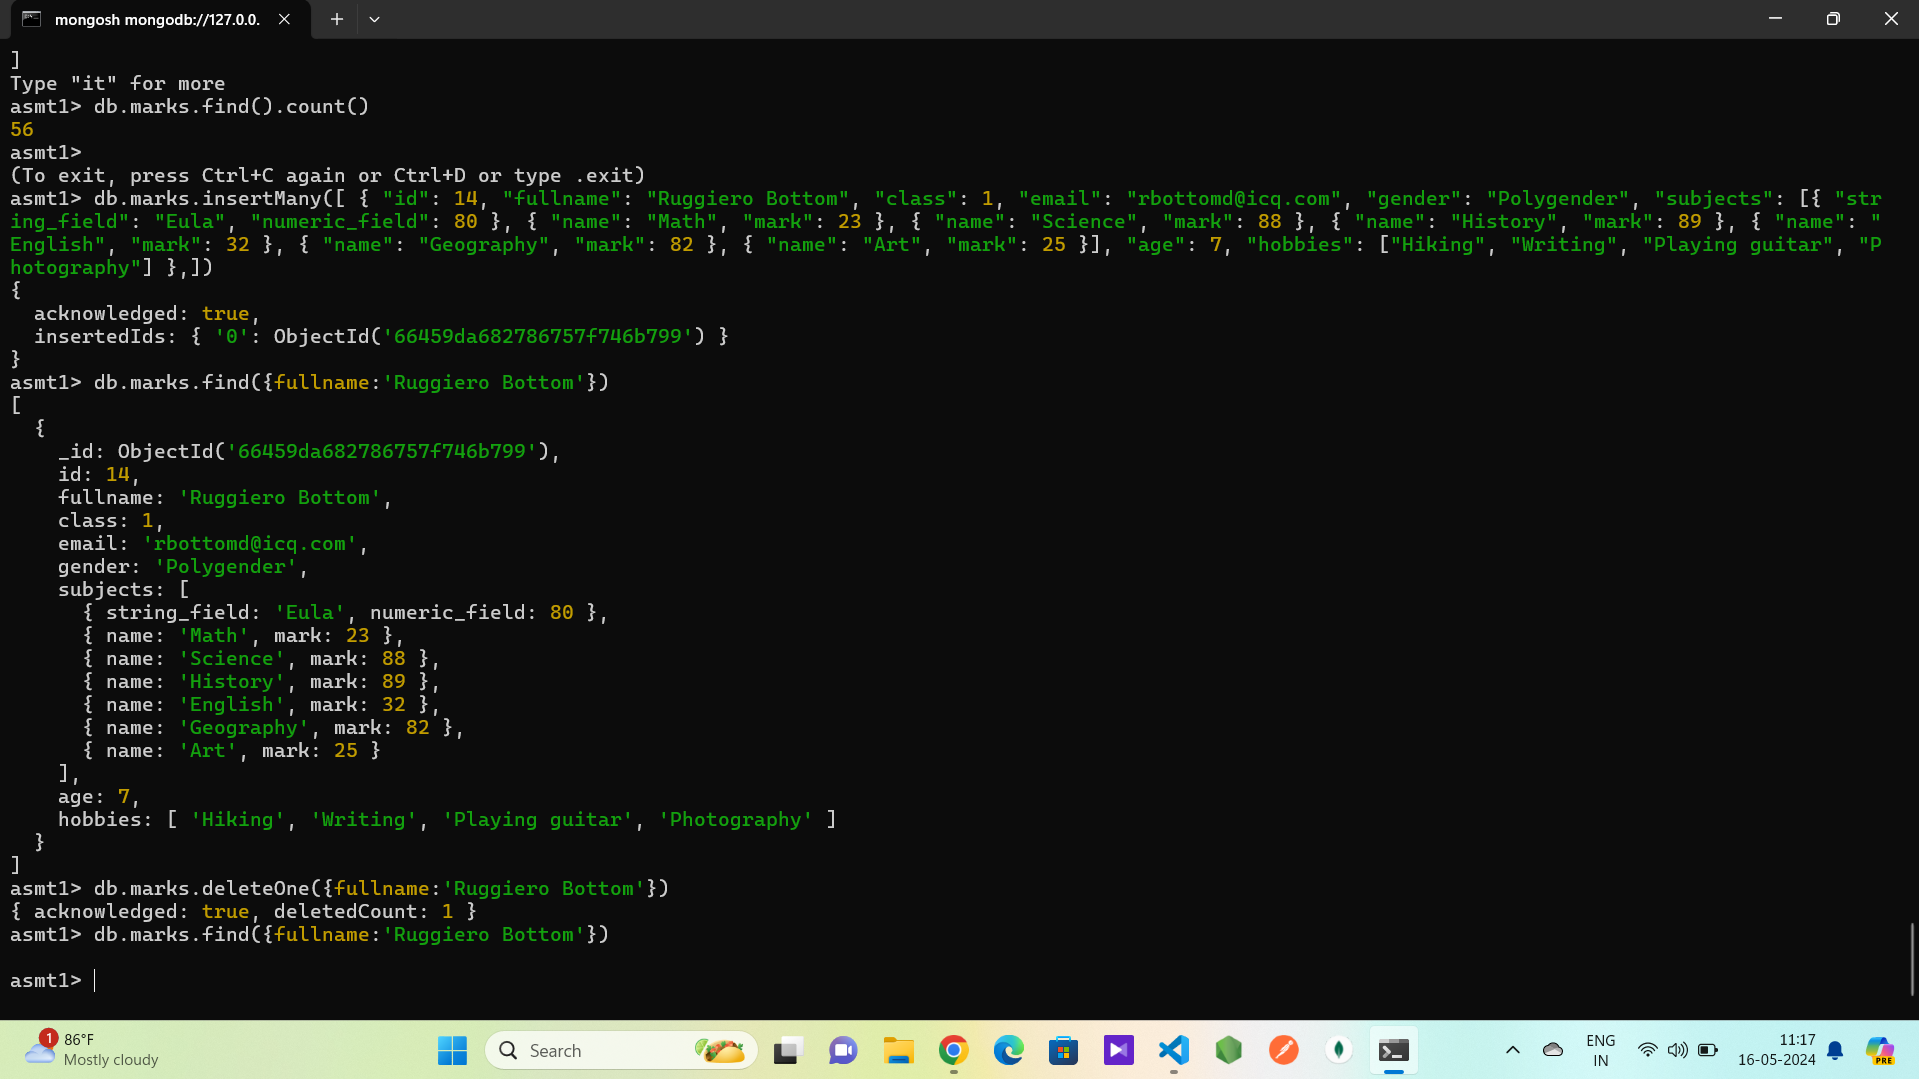 mongosh mongodb://127.0.0.
]
Type "it" for more
asmt1> db.marks.find().count()
56
asmt1>
(To exit, press Ctrl+C again or Ctrl+D or type .exit)
asmt1> db.marks.insertMany([ { "id": 14, "fullname": "Ruggiero Bottom", "class": 1, "email": "rbottomd@icq.com", "gender": "Polygender", "subjects": [{ "str
ing_field": "Eula", "numeric_field": 80 }, { "name": "Math", "mark": 23 }, { "name": "Science", "mark": 88 }, { "name": "History", "mark": 89 }, { "name": "
English", "mark": 32 }, { "name": "Geography", "mark": 82 }, { "name": "Art", "mark": 25 }], "age": 7, "hobbies": ["Hiking", "Writing", "Playing guitar", "P
hotography"] },])
{
  acknowledged: true,
  insertedIds: { '0': ObjectId('66459da682786757f746b799') }
}
asmt1> db.marks.find({fullname:'Ruggiero Bottom'})
[
  {
    _id: ObjectId('66459da682786757f746b799'),
    id: 14,
    fullname: 'Ruggiero Bottom',
    class: 1,
    email: 'rbottomd@icq.com',
    gender: 'Polygender',
    subjects: [
      { string_field: 'Eula', numeric_field: 80 },
      { name: 'Math', mark: 23 },
      { name: 'Science', mark: 88 },
      { name: 'History', mark: 89 },
      { name: 'English', mark: 32 },
      { name: 'Geography', mark: 82 },
      { name: 'Art', mark: 25 }
    ],
    age: 7,
    hobbies: [ 'Hiking', 'Writing', 'Playing guitar', 'Photography' ]
  }
]
asmt1> db.marks.deleteOne({fullname:'Ruggiero Bottom'})
{ acknowledged: true, deletedCount: 1 }
asmt1> db.marks.find({fullname:'Ruggiero Bottom'})
asmt1>
1
86°F
Mostly cloudy
Search
ENG
IN
11:17
16-05-2024
PRE